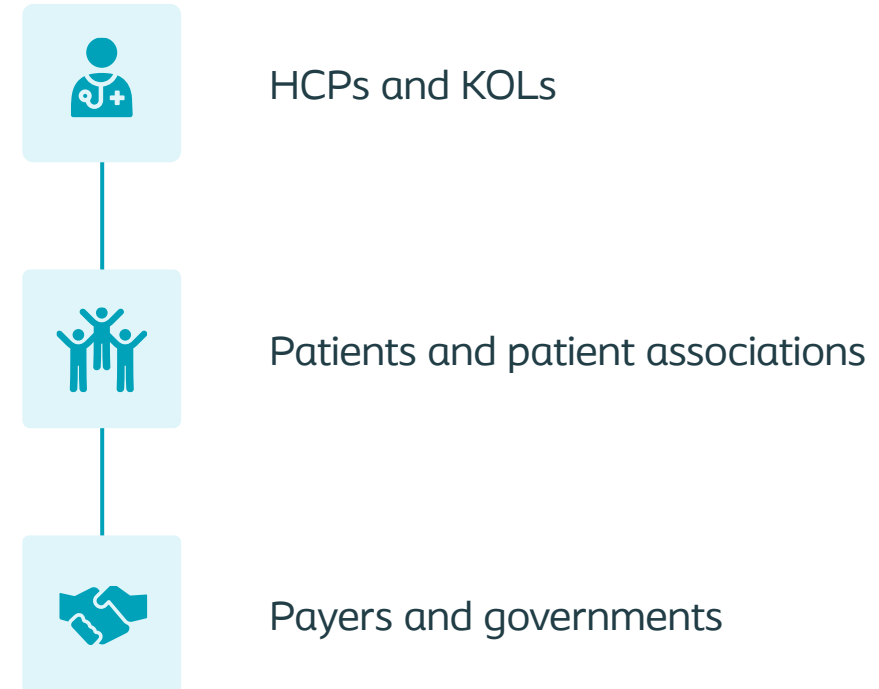 HCPs and KOLs
Patients and patient associations
Payers and governments